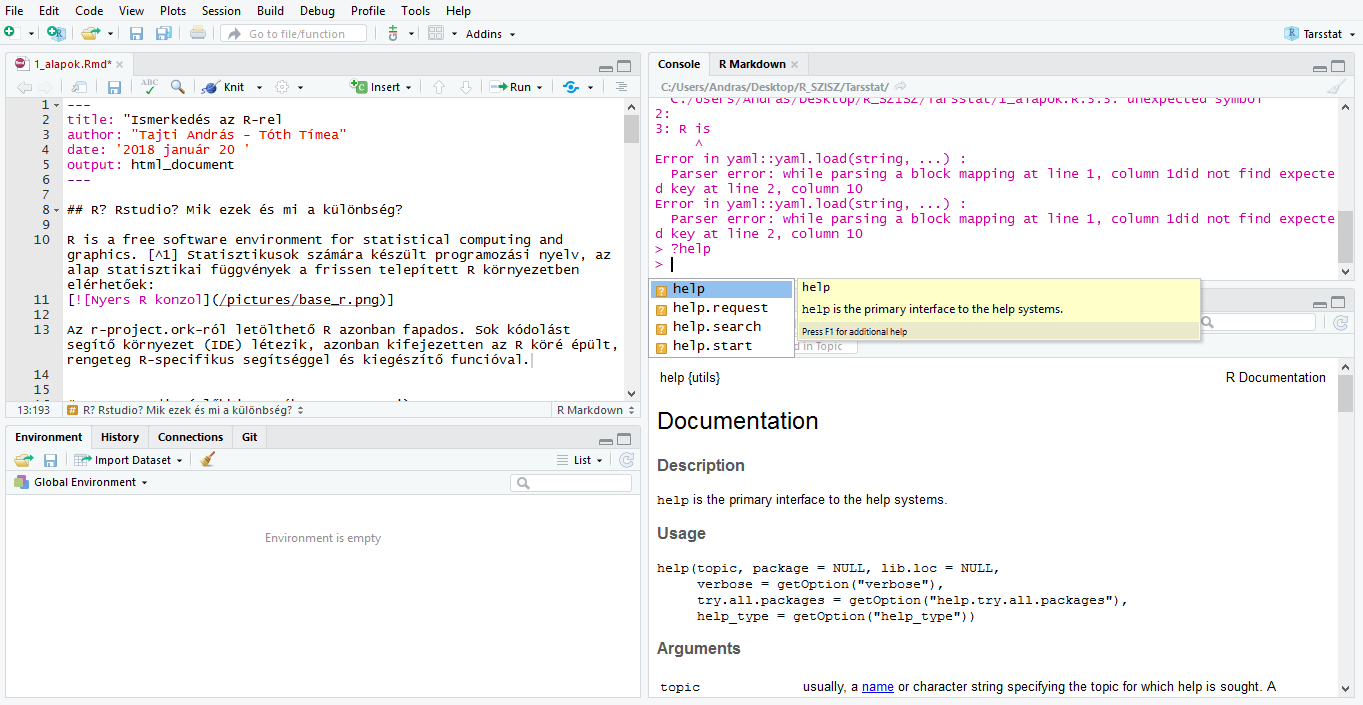 File Edit Code View Plots Session Build Debug Profile Tools Help
Go to file/function
Addins
Tarsstat
1_alapok.Rmd*
ABC
Knit
Insert
Run
1 ---
2 title: "Ismerkedés az R-rel
3 author: "Tajti András - Tóth Tímea"
4 date: '2018 január 20 '
5 output: html_document
6 ---
7
8 ## R? Rstudio? Mik ezek és mi a különbség?
9
10 R is a free software environment for statistical computing and
graphics. [^1] Statisztikusok számára készült programozási nyelv, az
alap statisztikai függvények a frissen telepített R környezetben
elérhetőek:
11 [![Nyers R konzol](/pictures/base_r.png)]
12
13 Az r-project.ork-ról letölthető R azonban fapados. Sok kódolást
segítő környezet (IDE) létezik, azonban kifejezetten az R köré épült,
rengeteg R-specifikus segítséggel és kiegészítő funcióval.
14
15
13:193 R? Rstudio? Mik ezek és mi a különbség? R Markdown
Environment History Connections Git
Import Dataset
List
Global Environment
Environment is empty
Console R Markdown
C:/Users/Andras/Desktop/R_SZISZ/Tarsstat/
C:/Users/Andras/Desktop/R_SZISZ/Tarsstat/1_alapok.R:3:3: unexpected symbol
2:
3: R is
^
Error in yaml::yaml.load(string, ...) :
Parser error: while parsing a block mapping at line 1, column 1did not find expecte
d key at line 2, column 10
Error in yaml::yaml.load(string, ...) :
Parser error: while parsing a block mapping at line 1, column 1did not find expecte
d key at line 2, column 10
> ?help
>
help
help.request
help.search
help.start
help
help is the primary interface to the help systems.
Press F1 for additional help
in Topic
help {utils} R Documentation
Documentation
Description
help is the primary interface to the help systems.
Usage
help(topic, package = NULL, lib.loc = NULL,
verbose = getOption("verbose"),
try.all.packages = getOption("help.try.all.packages"),
help_type = getOption("help_type"))
Arguments
topic usually, a name or character string specifying the topic for which help is sought. A